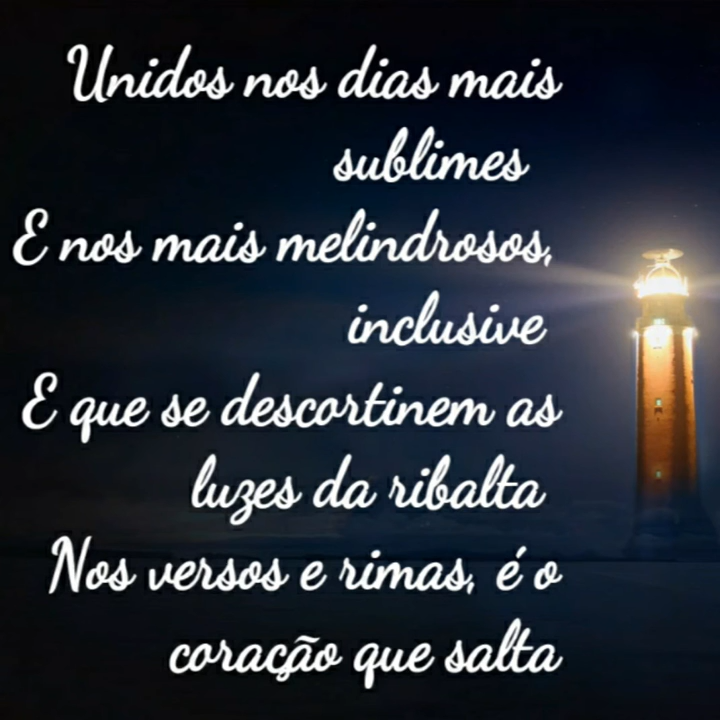 Unidos nos dias mais
sublimes
E nos mais melindrosos,
inclusive
E que se descortinem as
luzes da ribalta
Nos versos e rimas, é o
coração que salta